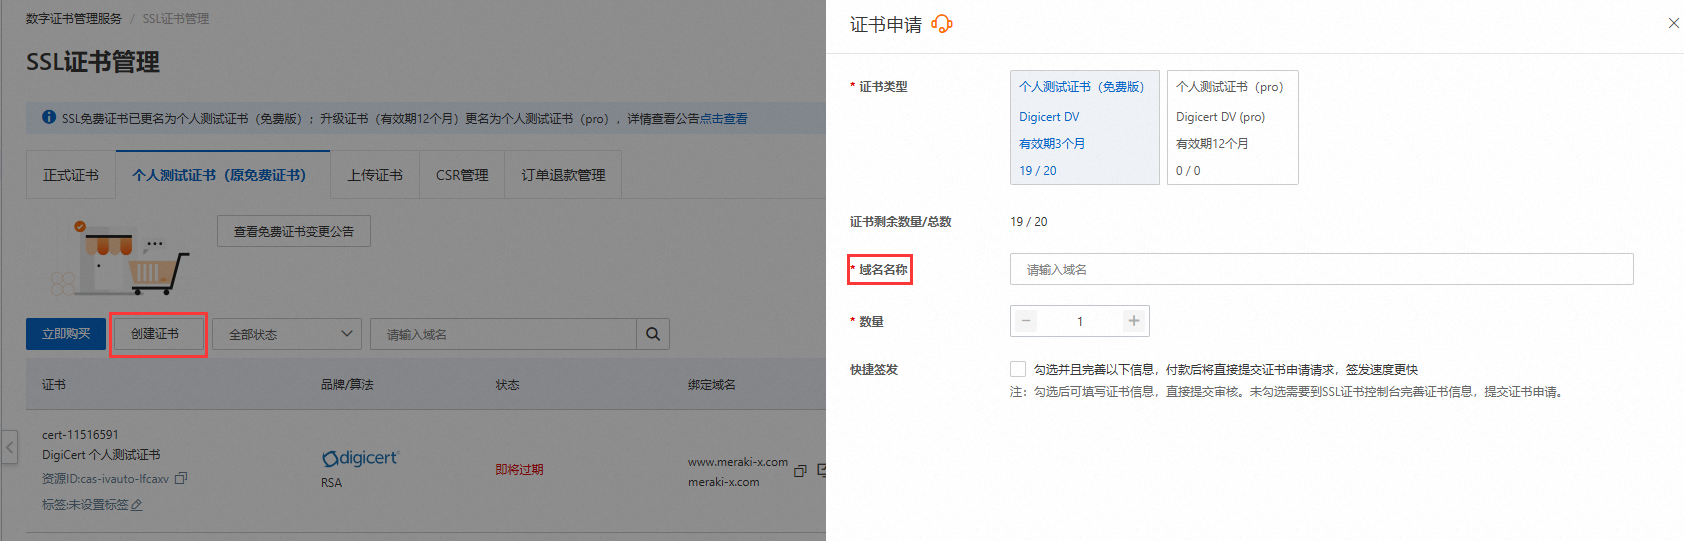 数字证书管理服务 / SSL证书管理
SSL证书管理
SSL免费证书已更名为个人测试证书（免费版）；升级证书（有效期12个月）更名为个人测试证书（pro），详情查看公告点击查看
正式证书
个人测试证书（原免费证书）
上传证书
CSR管理
订单退款管理
查看免费证书变更公告
立即购买
创建证书
全部状态
请输入域名
证书
品牌/算法
状态
绑定域名
cert-11516591
DigiCert 个人测试证书
资源ID:cas-ivauto-lfcaxv
标签:未设置标签
digicert
RSA
即将过期
www.meraki-x.com
meraki-x.com
证书申请
* 证书类型
个人测试证书（免费版）
Digicert DV
有效期3个月
19 / 20
个人测试证书（pro）
Digicert DV (pro)
有效期12个月
0 / 0
证书剩余数量/总数
19 / 20
* 域名名称
请输入域名
* 数量
1
快捷签发
勾选并且完善以下信息，付款后将直接提交证书申请请求，签发速度更快
注：勾选后可填写证书信息，直接提交审核。未勾选需要到SSL证书控制台完善证书信息，提交证书申请。